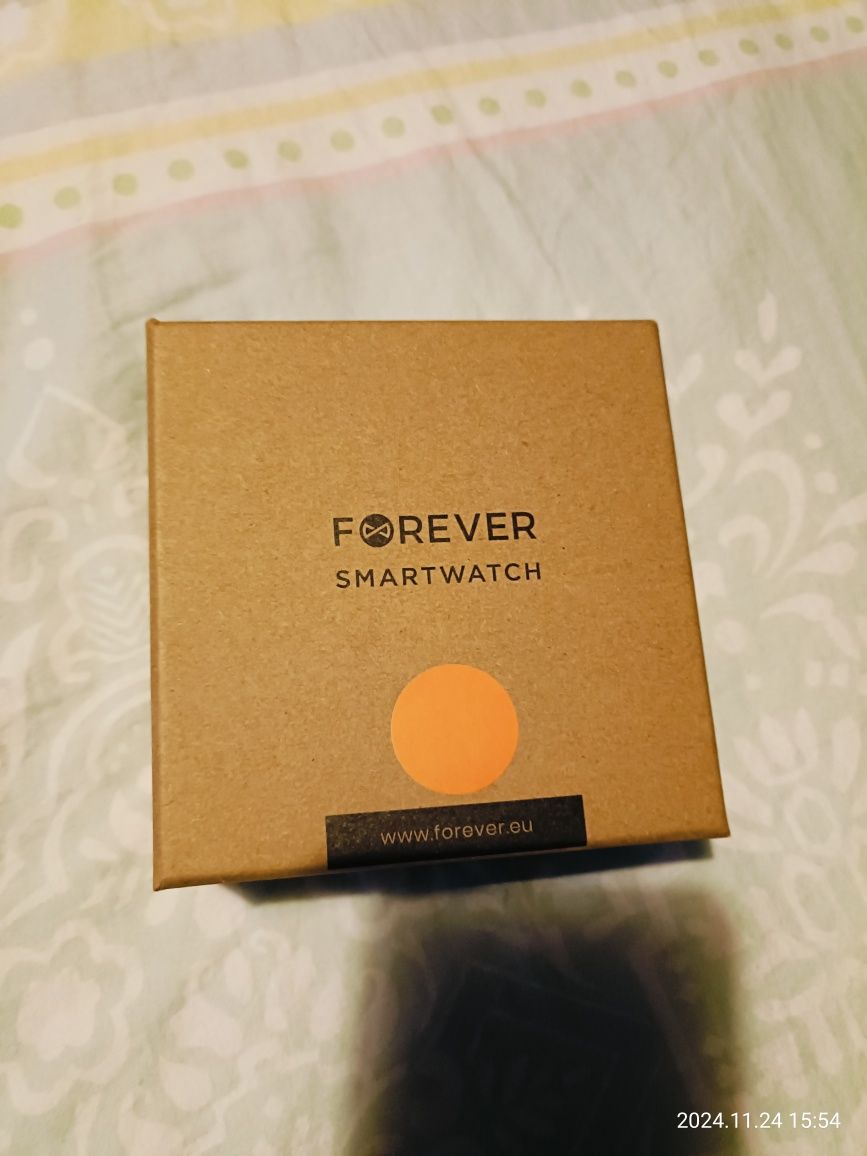 FOREVER
SMARTWATCH
www.forever.eu
2024.11.24 15:54